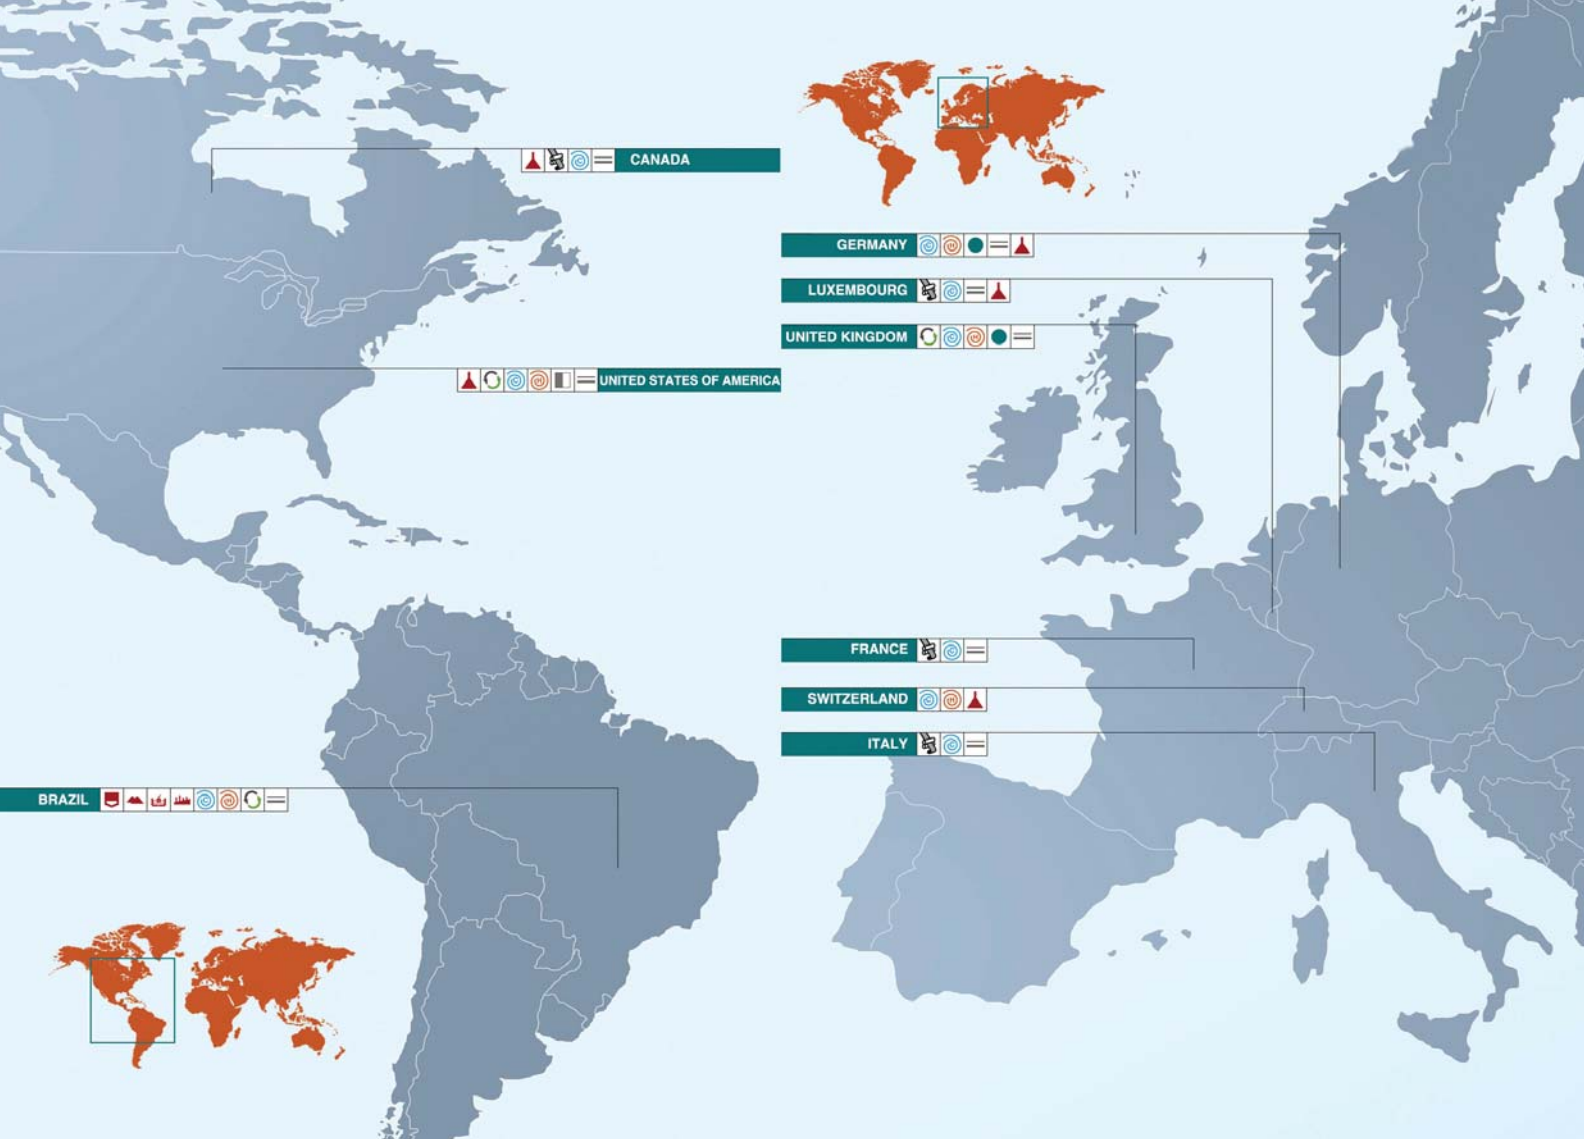 CANADA
GERMANY
LUXEMBOURG
UNITED KINGDOM
UNITED STATES OF AMERICA
FRANCE
SWITZERLAND
ITALY
BRAZIL